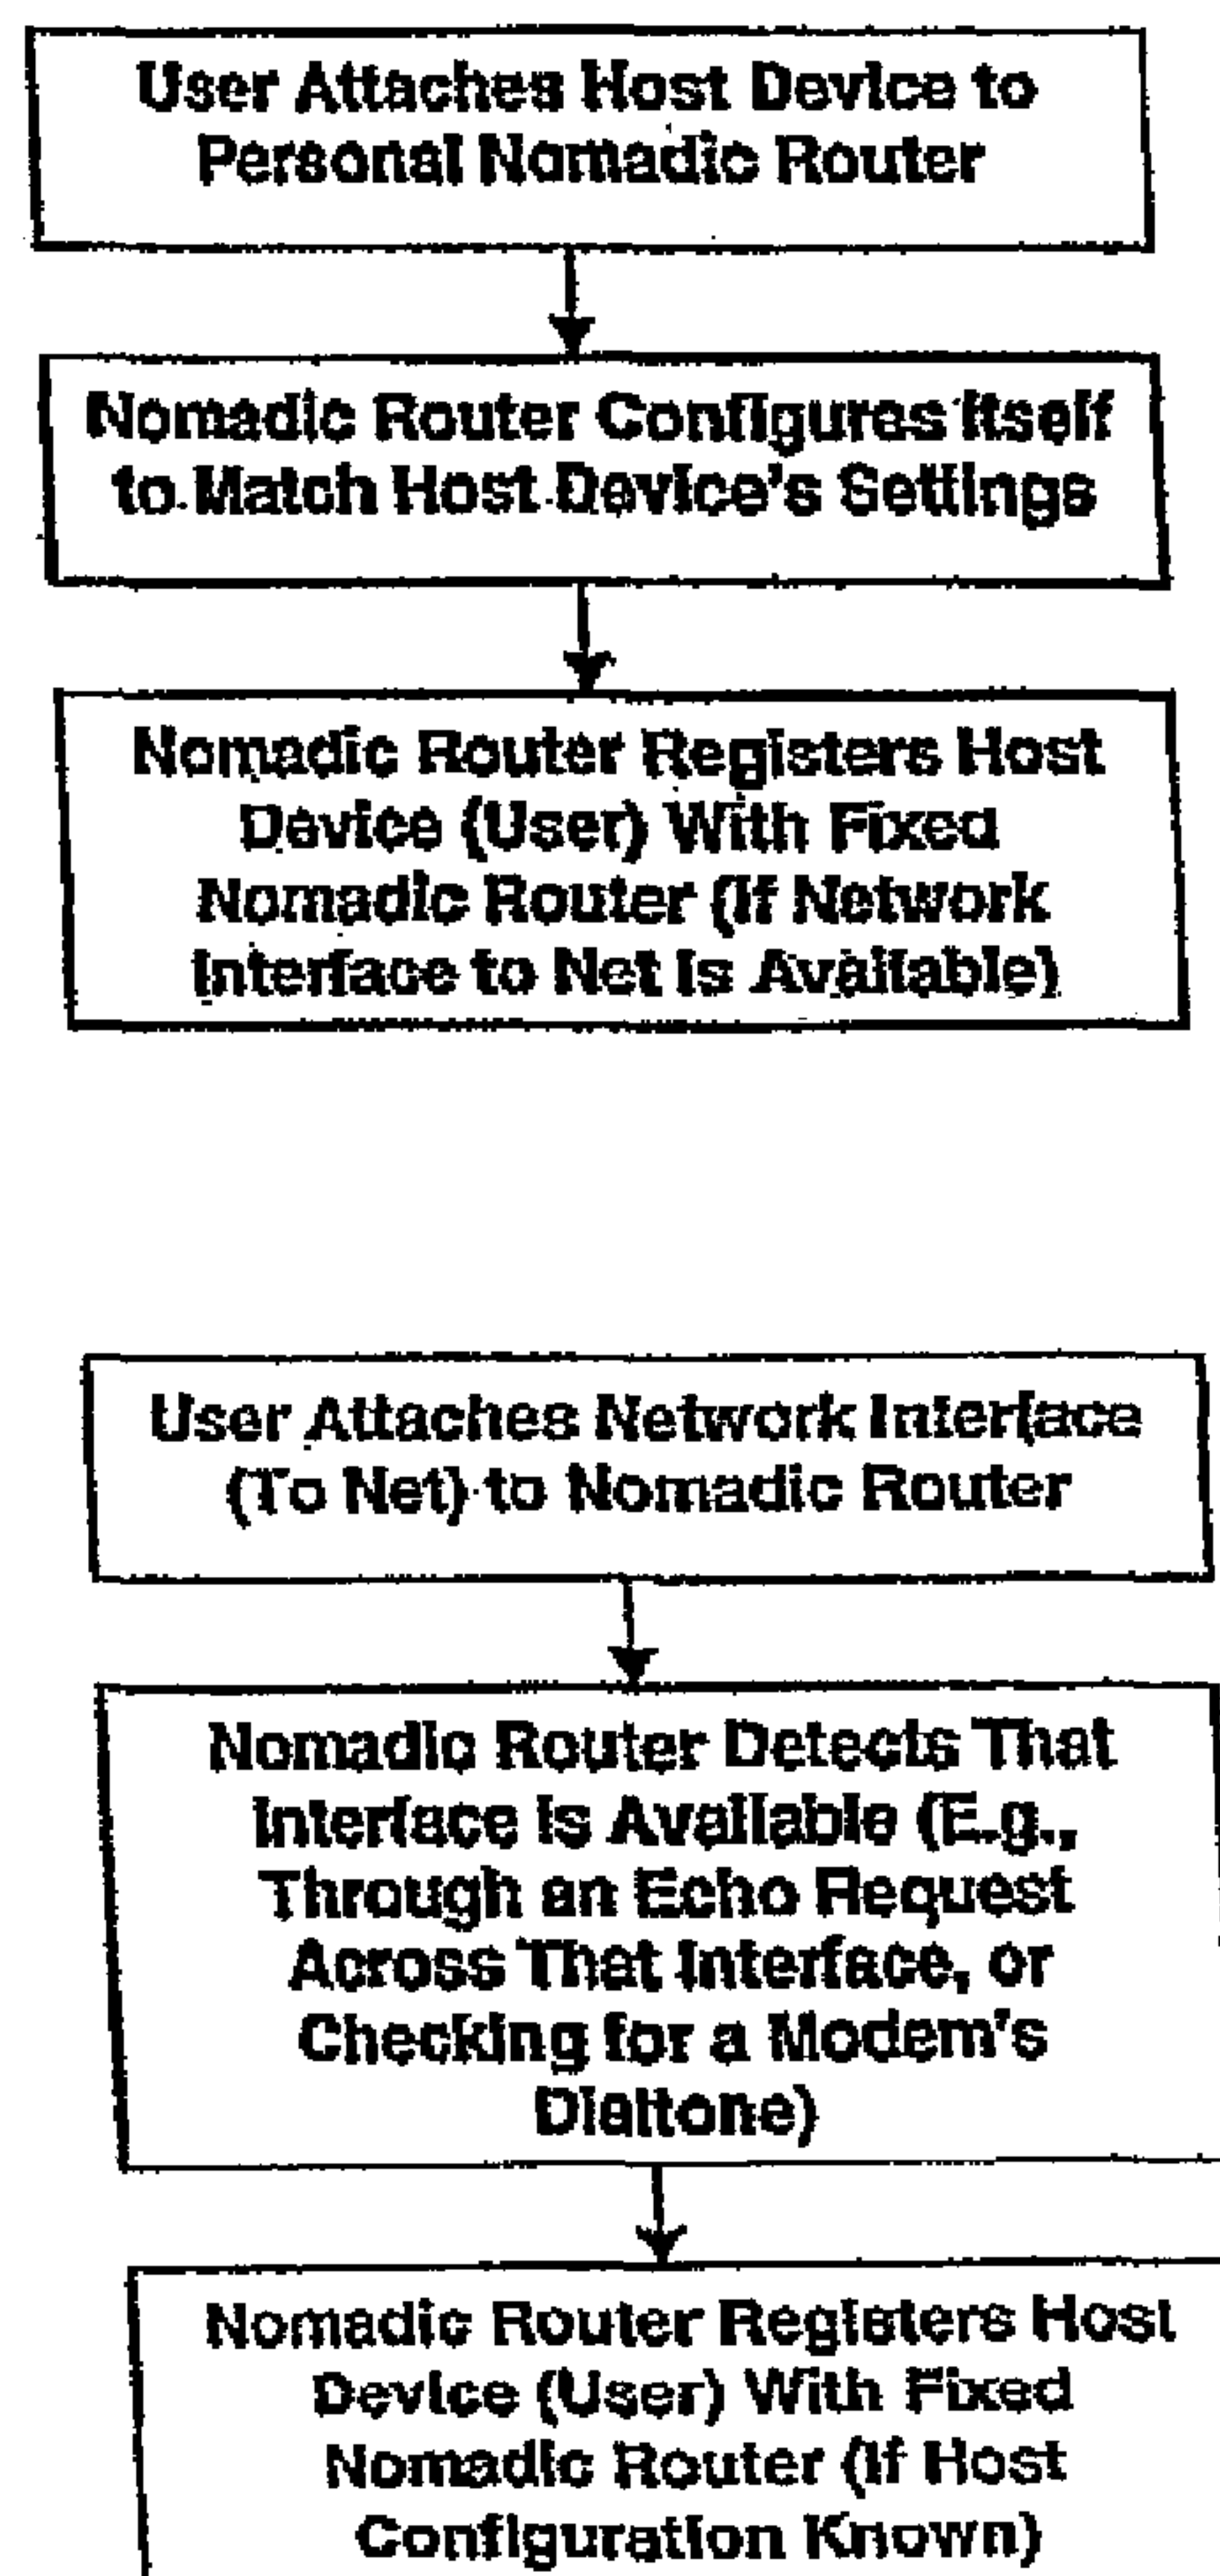 User Attaches Host Device to
Personal Nomadic Router
Nomadic Router Configures Itself
to Match Host Device's Settings
Nomadic Router Registers Host
Device (User) With Fixed
Nomadic Router (If Network
Interface to Net Is Available)
User Attaches Network Interface
(To Net) to Nomadic Router
Nomadic Router Detects That
Interface Is Available (E.g.,
Through an Echo Request
Across That Interface, or
Checking for a Modem's
Dialtone)
Nomadic Router Registers Host
Device (User) With Fixed
Nomadic Router (If Host
Configuration Known)